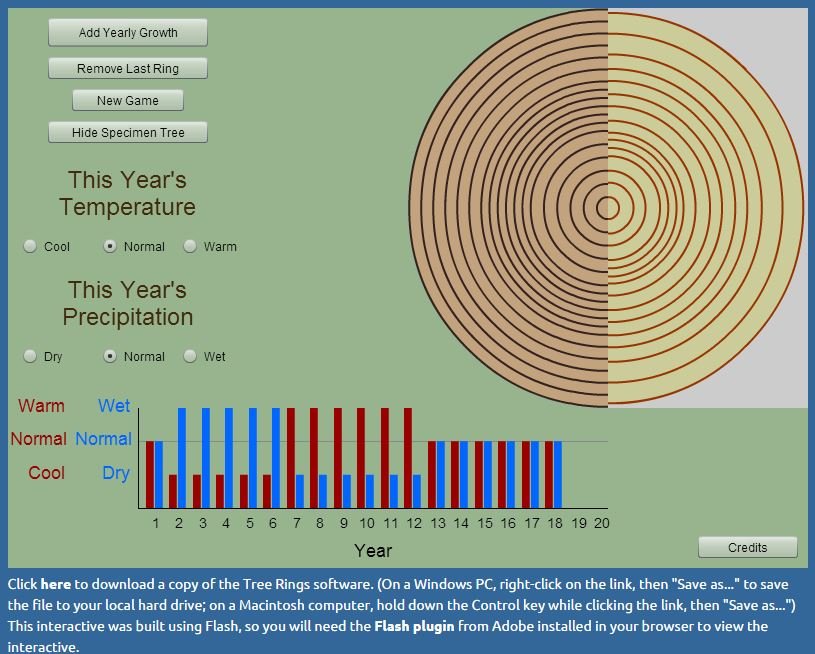 Add Yearly Growth
Remove Last Ring
New Game
Hide Specimen Tree
This Year's
Temperature
Cool Normal Warm
This Year's
Precipitation
Dry Normal Wet
Warm Wet
Normal Normal
Cool Dry
1 2 3 4 5 6 7 8 9 10 11 12 13 14 15 16 17 18 19 20
Year
Credits
Click here to download a copy of the Tree Rings software. (On a Windows PC, right-click on the link, then "Save as..." to save
the file to your local hard drive; on a Macintosh computer, hold down the Control key while clicking the link, then "Save as...")
This interactive was built using Flash, so you will need the Flash plugin from Adobe installed in your browser to view the
interactive.